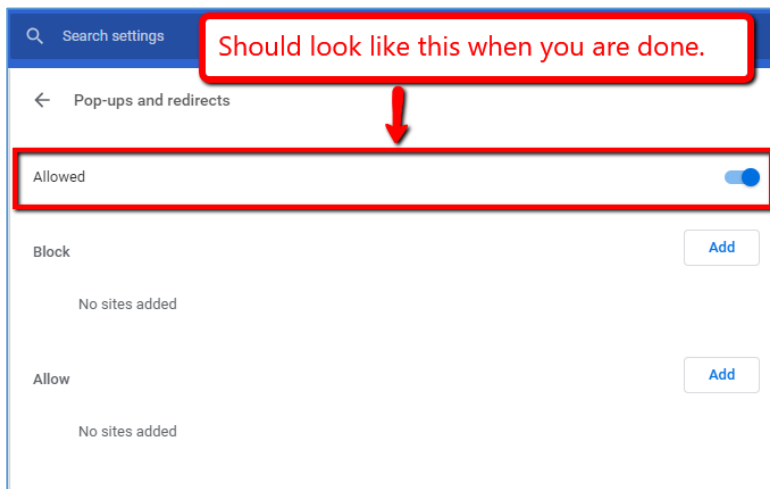 Search settings
Should look like this when you are done.
Pop-ups and redirects
Allowed
Block
Add
No sites added
Allow
Add
No sites added